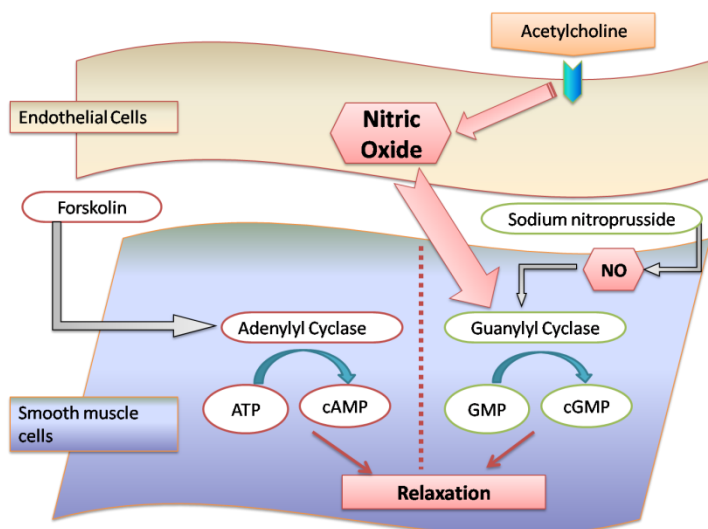 Acetylcholine
Endothelial Cells
Nitric
Oxide
Forskolin
Sodium nitroprusside
NO
Adenylyl Cyclase
Guanylyl Cyclase
ATP
cAMP
GMP
cGMP
Smooth muscle
cells
Relaxation